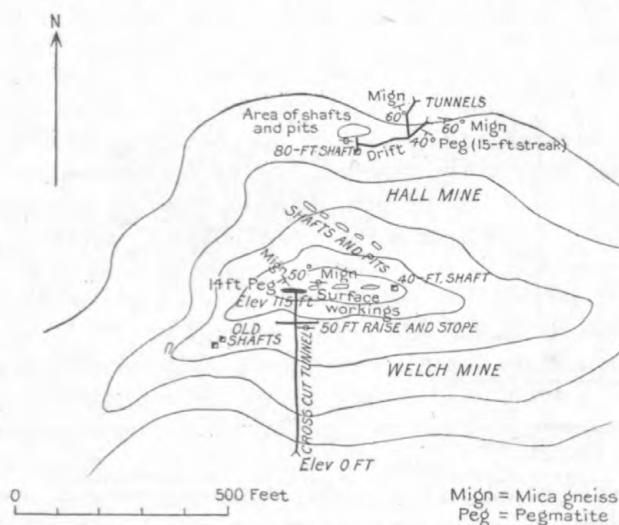 N
Mign
60°
TUNNELS
Area of shafts
and pits
60° Mign
40° Peg (15-ft streak)
80-FT SHAFT
Drift
HALL MINE
SHAFTS AND PITS
Mign
50°
Mign
40-FT. SHAFT
14 ft Peg
Elev 115 ft
Surface
workings
OLD
SHAFTS
50 FT RAISE AND STOPE
WELCH MINE
CROSS CUT TUNNEL
Elev 0 FT
0 500 Feet
Mign = Mica gneiss
Peg = Pegmatite